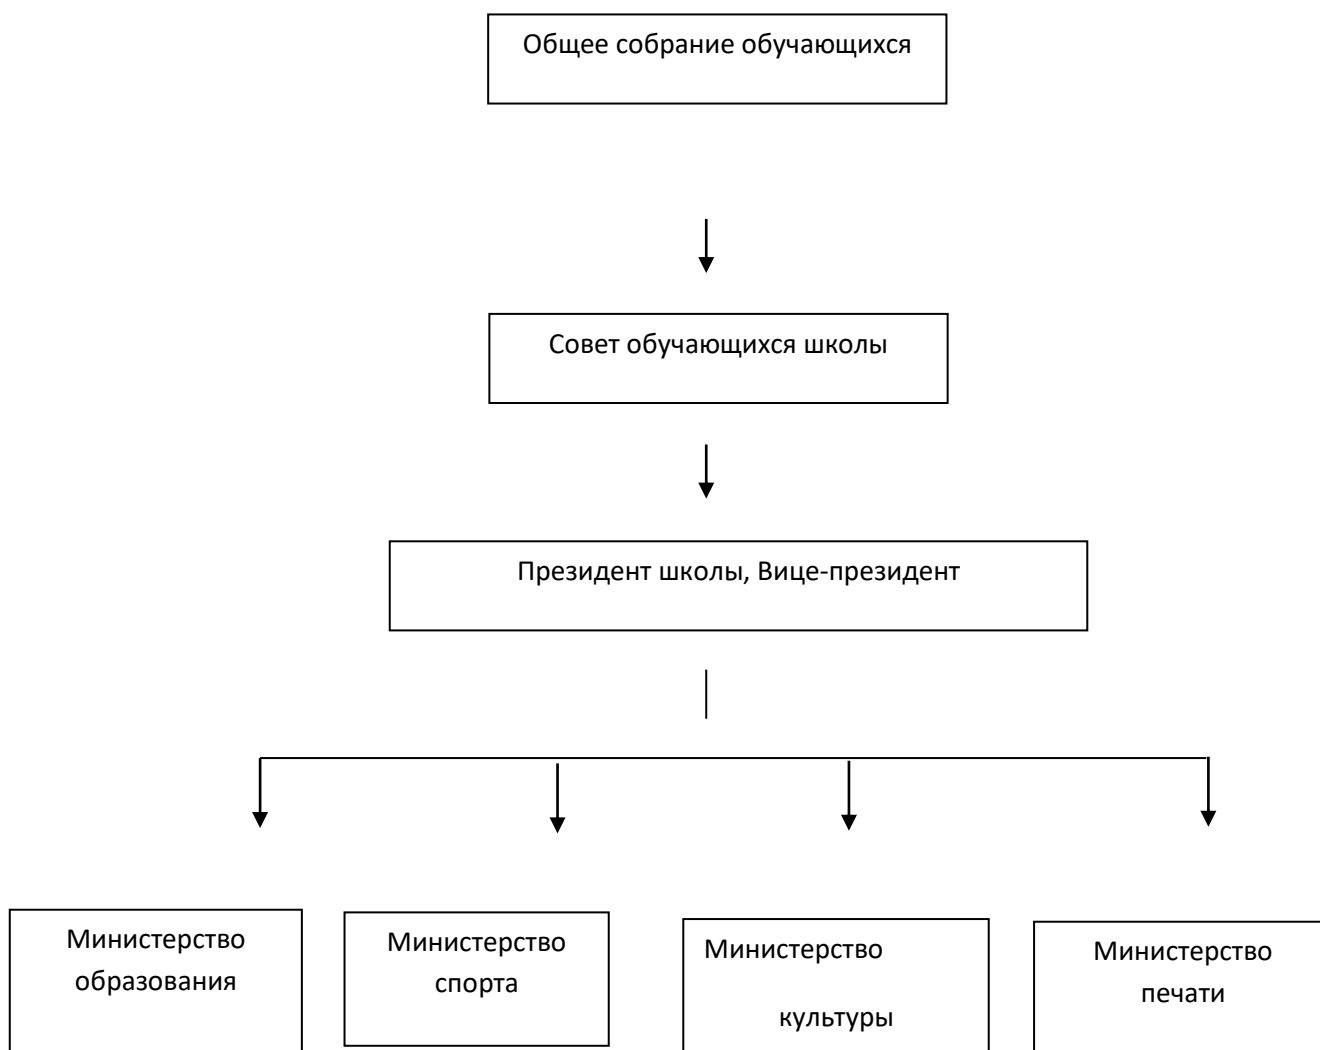 Общее собрание обучающихся
Совет обучающихся школы
Президент школы, Вице-президент
Министерство
образования
Министерство
спорта
Министерство
культуры
Министерство
печати